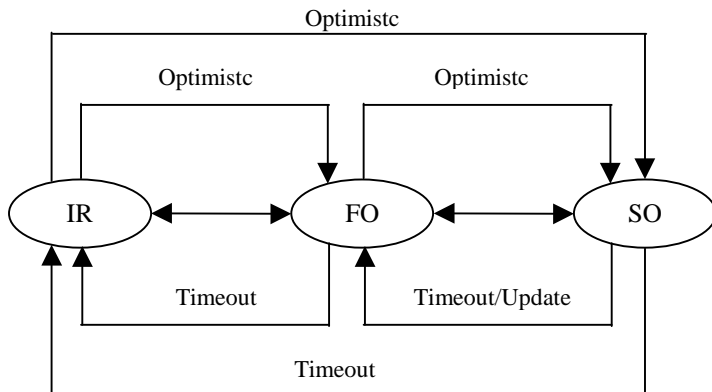 Optimistc
Optimistc Optimistc
IR FO SO
Timeout Timeout/Update
Timeout